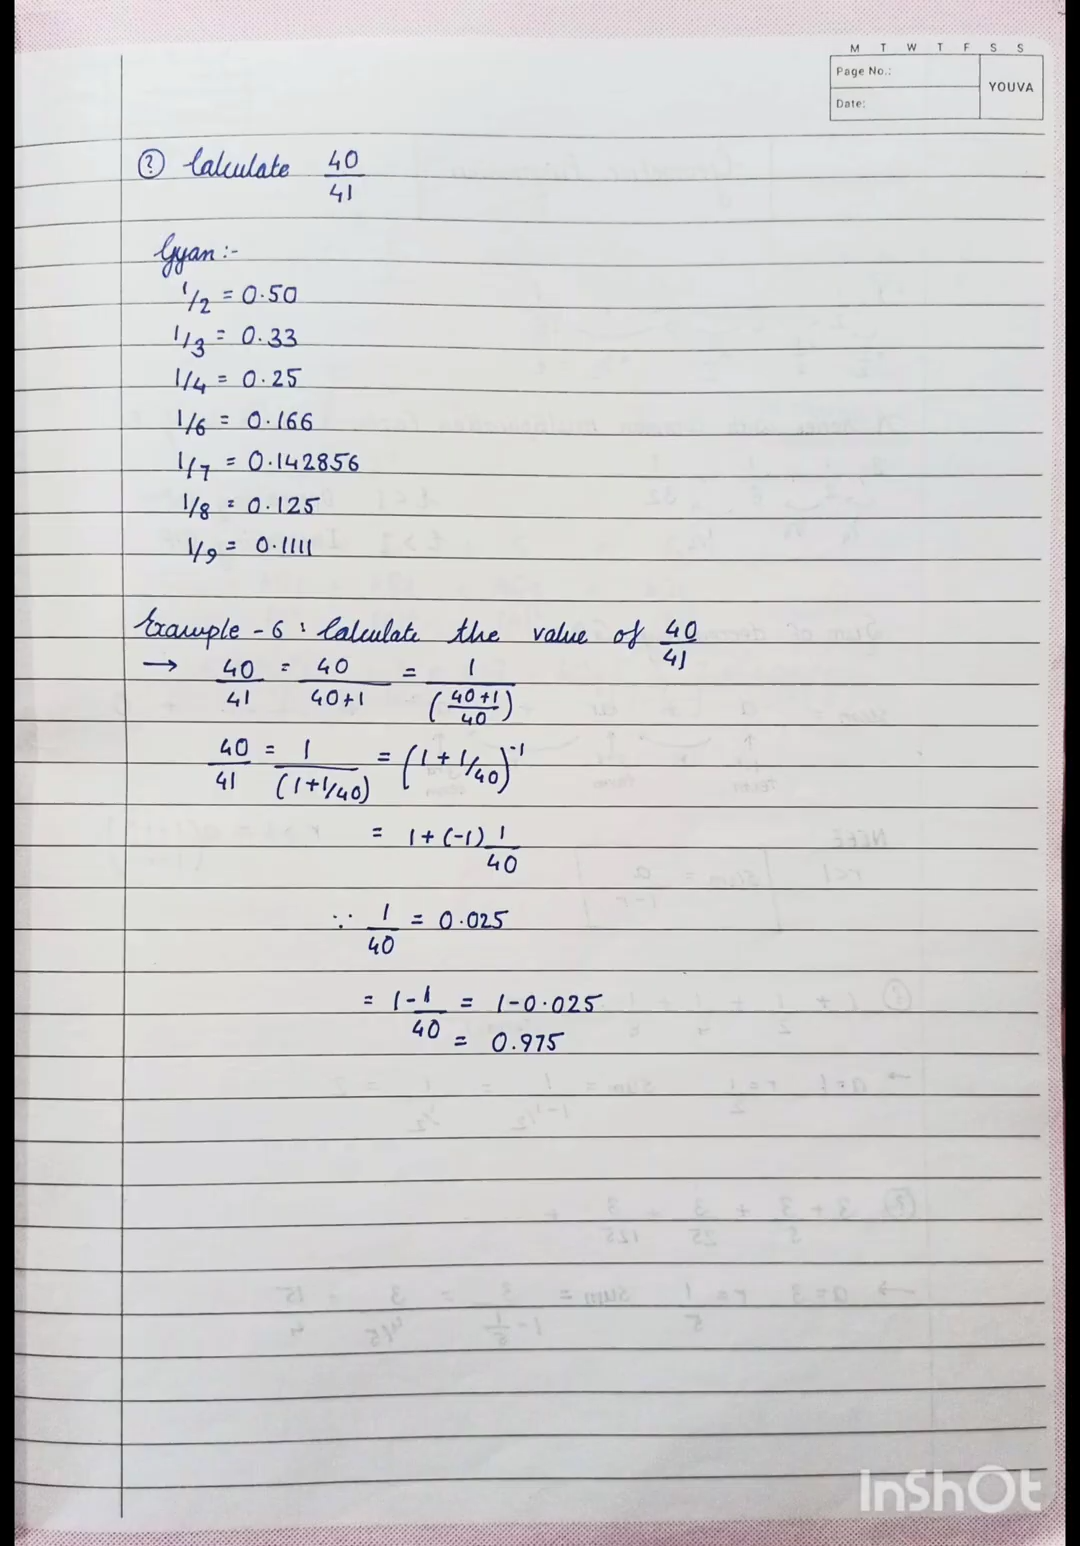 M T W T F S S
Page No.:
YOUVA
Date:
? Calculate 40/41
Gyan :-
1/2 = 0.50
1/3 = 0.33
1/4 = 0.25
1/6 = 0.166
1/7 = 0.142856
1/8 = 0.125
1/9 = 0.1111
Example - 6 : Calculate the value of 40/41
→ 40/41 = 40/(40+1) = 1/((40+1)/40)
40/41 = 1/(1+1/40) = (1 + 1/40)^-1
= 1 + (-1) 1/40
∵ 1/40 = 0.025
= 1 - 1/40 = 1 - 0.025
= 0.975
InShOt